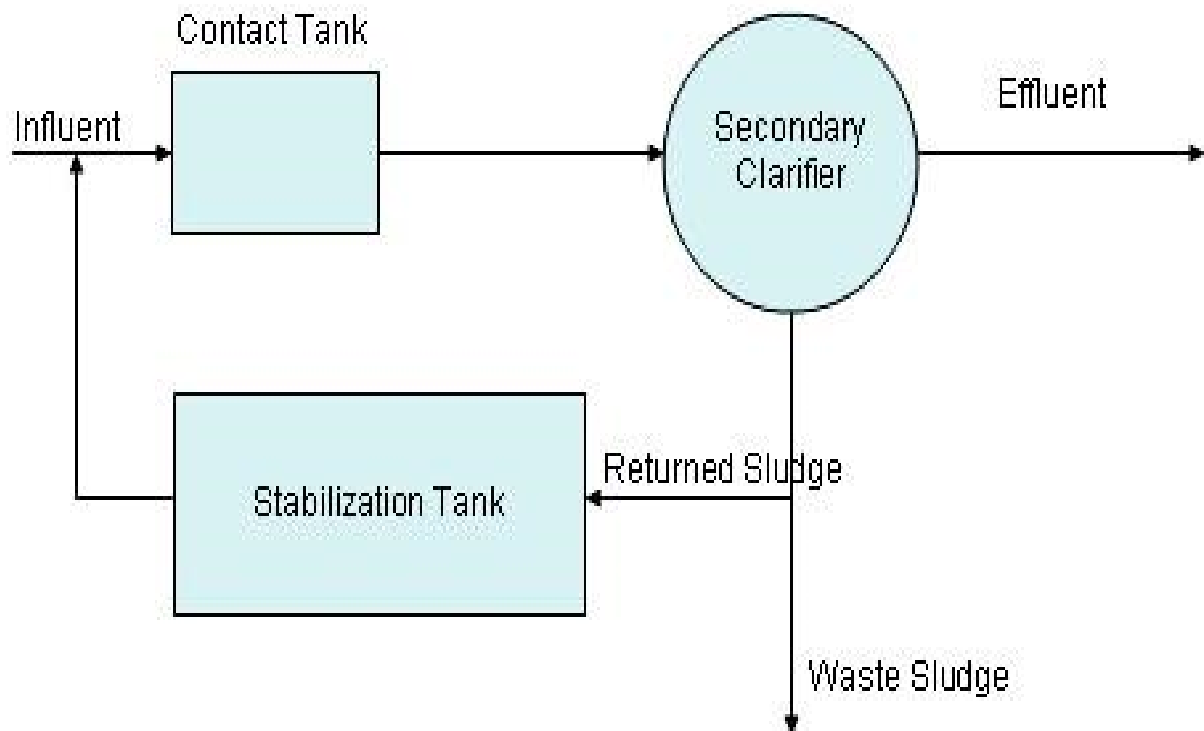 Contact Tank
Influent
Secondary
Clarifier
Effluent
Returned Sludge
Stabilization Tank
Waste Sludge